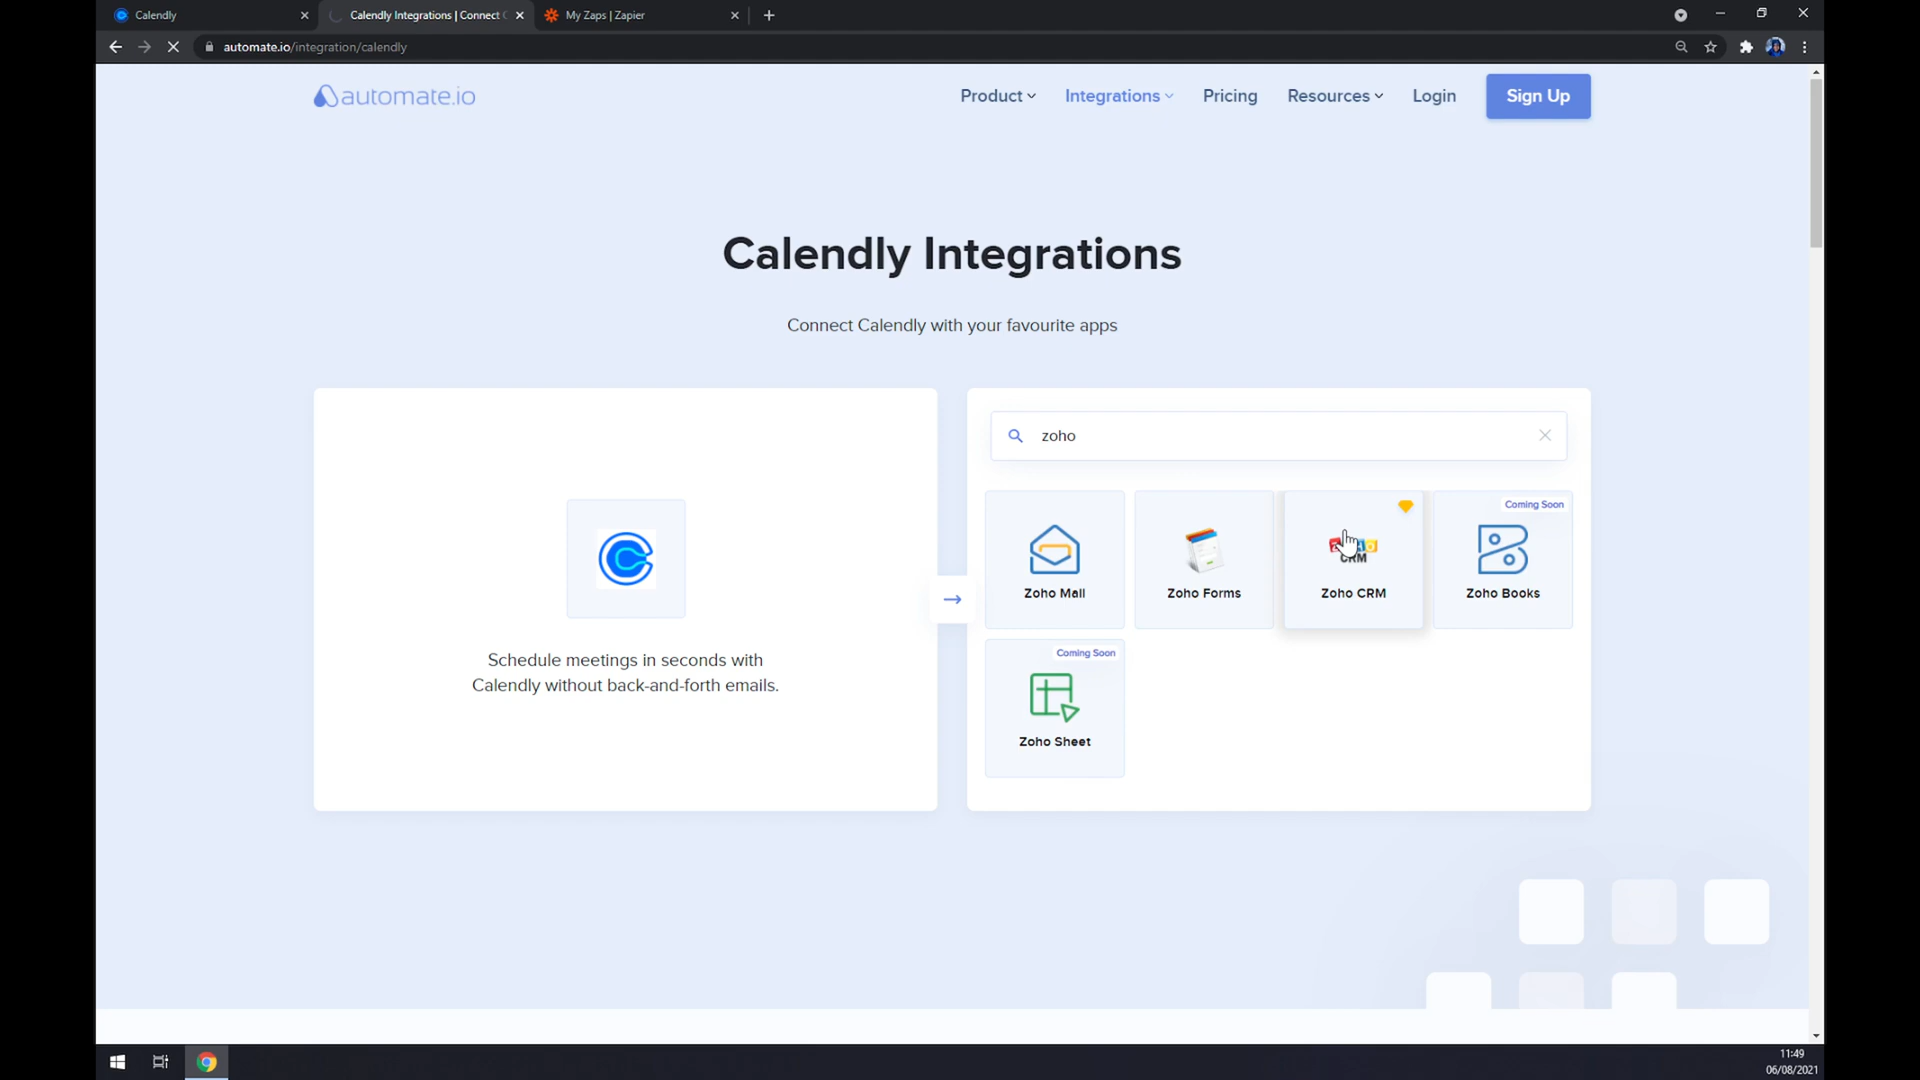 Calendly
Calendly Integrations | Connect
My Zaps | Zapier
automate.io/integration/calendly
automate.io
Product
Integrations
Pricing
Resources
Login
Sign Up
Calendly Integrations
Connect Calendly with your favourite apps
Schedule meetings in seconds with
Calendly without back-and-forth emails.
zoho
Zoho Mail
Zoho Forms
CRM
Zoho CRM
Coming Soon
Zoho Books
Coming Soon
Zoho Sheet
11:49
06/08/2021